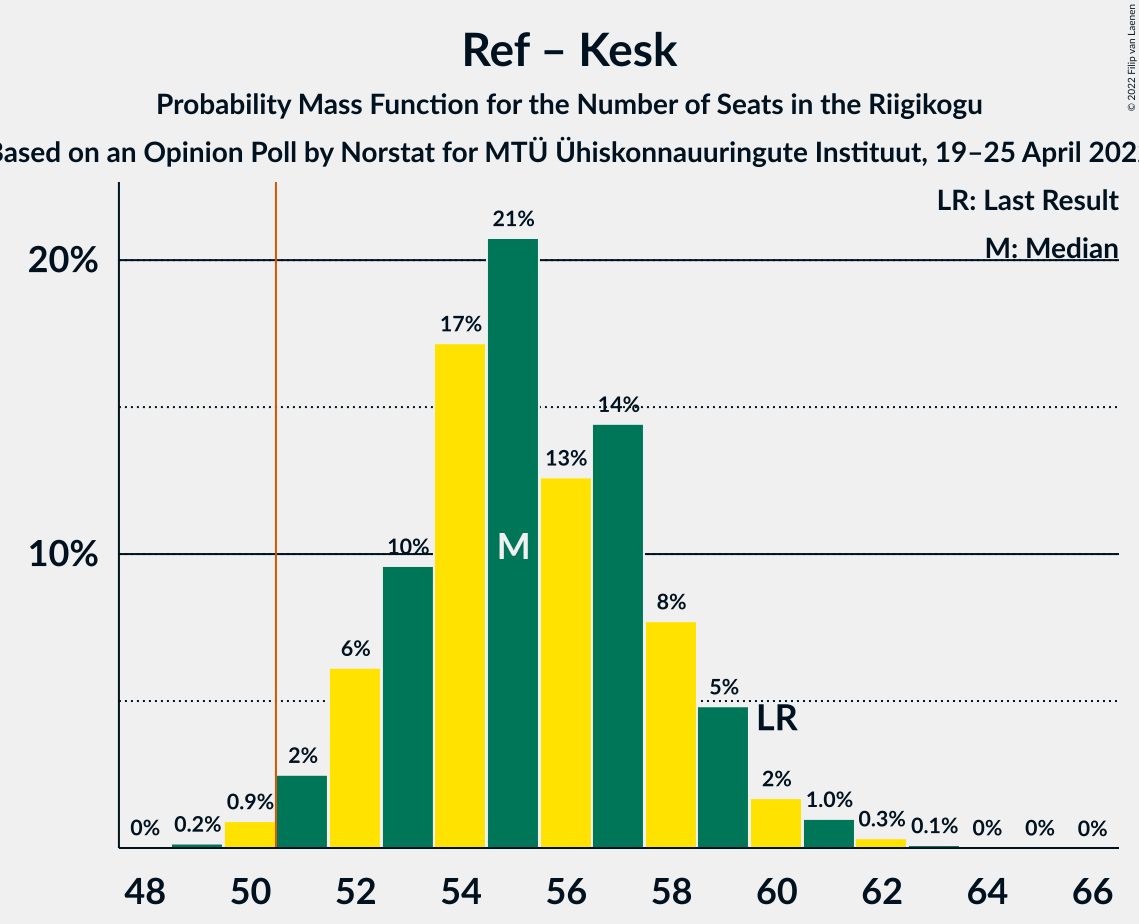 Ref – Kesk
Probability Mass Function for the Number of Seats in the Riigikogu
Based on an Opinion Poll by Norstat for MTÜ Ühiskonnauuringute Instituut, 19–25 April 2022
© 2022 Filip van Laenen
LR: Last Result
M: Median
20%
10%
0%
0.2%
0.9%
2%
6%
10%
17%
21%
13%
14%
8%
5%
2%
1.0%
0.3%
0.1%
0%
0%
0%
M
LR
48 50 52 54 56 58 60 62 64 66